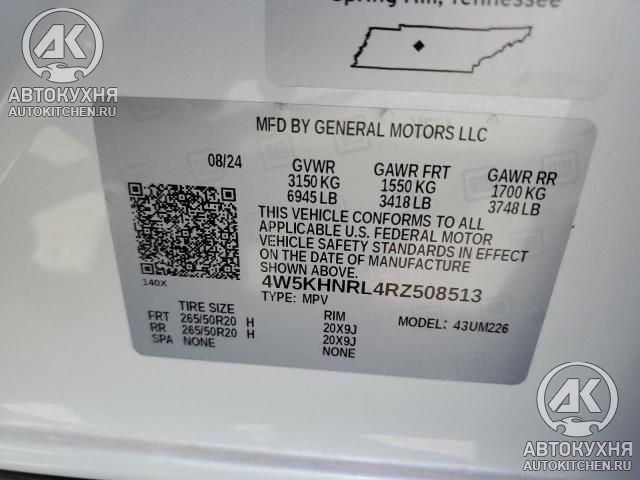 Spring Hill, Tennessee
АК
АВТОКУХНЯ
AUTOKITCHEN.RU
MFD BY GENERAL MOTORS LLC
08/24 GVWR GAWR FRT GAWR RR
3150 KG 1550 KG 1700 KG
6945 LB 3418 LB 3748 LB
THIS VEHICLE CONFORMS TO ALL
APPLICABLE U.S. FEDERAL MOTOR
VEHICLE SAFETY STANDARDS IN EFFECT
ON THE DATE OF MANUFACTURE
140X
4W5KHNRL4RZ508513
TYPE: MPV
TIRE SIZE RIM MODEL: 43UM226
FRT 265/50R20 H 20X9J
RR 265/50R20 H 20X9J
SPA NONE NONE
АК
АВТОКУХНЯ
AUTOKITCHEN.RU